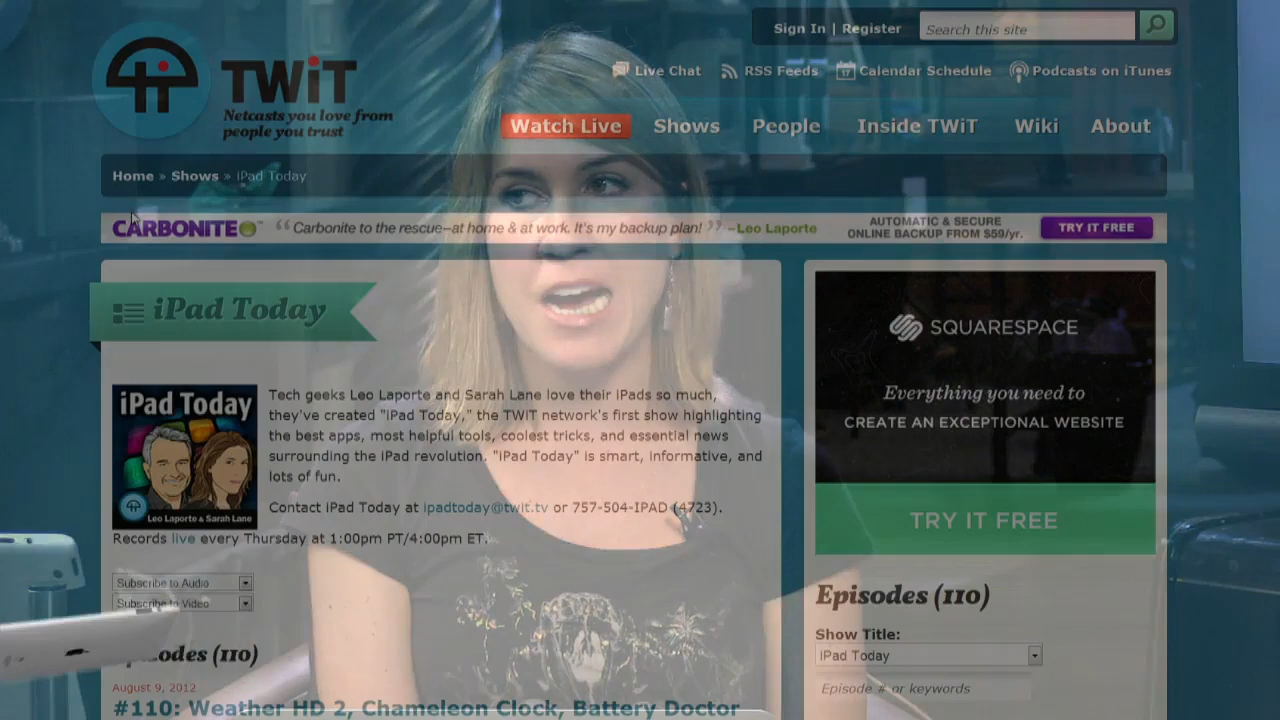 Sign In | Register
Search this site
TWiT
Netcasts you love from
people you trust
Live Chat
RSS Feeds
17
Calendar Schedule
Podcasts on iTunes
Watch Live
Shows
People
Inside TWiT
Wiki
About
Home » Shows » iPad Today
CARBONITE
“Carbonite to the rescue–at home & at work. It's my backup plan!” –Leo Laporte
AUTOMATIC & SECURE
ONLINE BACKUP FROM $59/yr.
TRY IT FREE
iPad Today
iPad Today
Leo Laporte & Sarah Lane
Tech geeks Leo Laporte and Sarah Lane love their iPads so much,
they've created "iPad Today," the TWiT network's first show highlighting
the best apps, most helpful tools, coolest tricks, and essential news
surrounding the iPad revolution. "iPad Today" is smart, informative, and
lots of fun.
Contact iPad Today at ipadtoday@twit.tv or 757-504-IPAD (4723).
Records live every Thursday at 1:00pm PT/4:00pm ET.
Subscribe to Audio
Subscribe to Video
Episodes (110)
August 9, 2012
#110: Weather HD 2, Chameleon Clock, Battery Doctor
SQUARESPACE
Everything you need to
CREATE AN EXCEPTIONAL WEBSITE
TRY IT FREE
Episodes (110)
Show Title:
iPad Today
Episode # or keywords